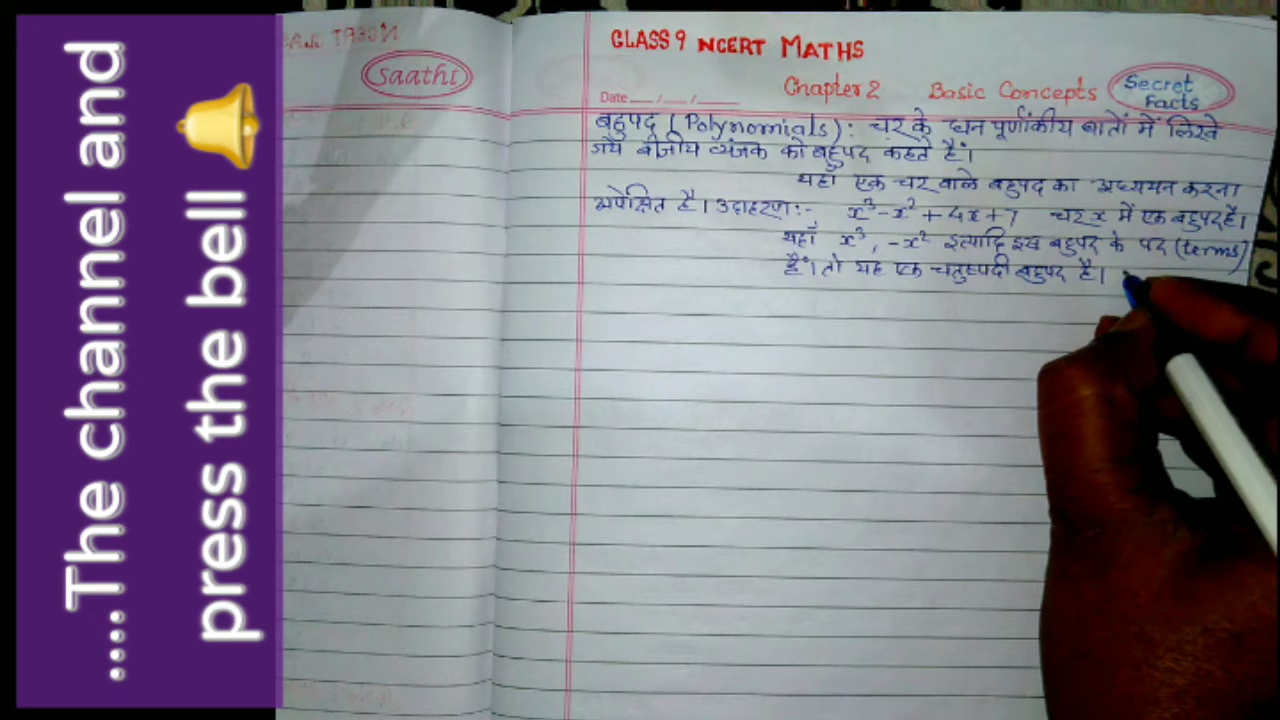 ....The channel and
press the bell
saathi
CLASS 9 NCERT MATHS
Date
Chapter 2 Basic Concepts
Secret
Facts
बहुपद (Polynomials): चर के घन पूर्णांकीय घातों में लिखे
गये बीजीय व्यंजक को बहुपद कहते हैं।
यहाँ एक चर वाले बहुपद का अध्ययन करना
अपेक्षित है। उदाहरण:- x³-x²+4x+7 चर x में एक बहुपद है।
यहाँ x³, -x² इत्यादि इस बहुपद के पद (terms)
हैं। तो यह एक चतुष्पदी बहुपद है।